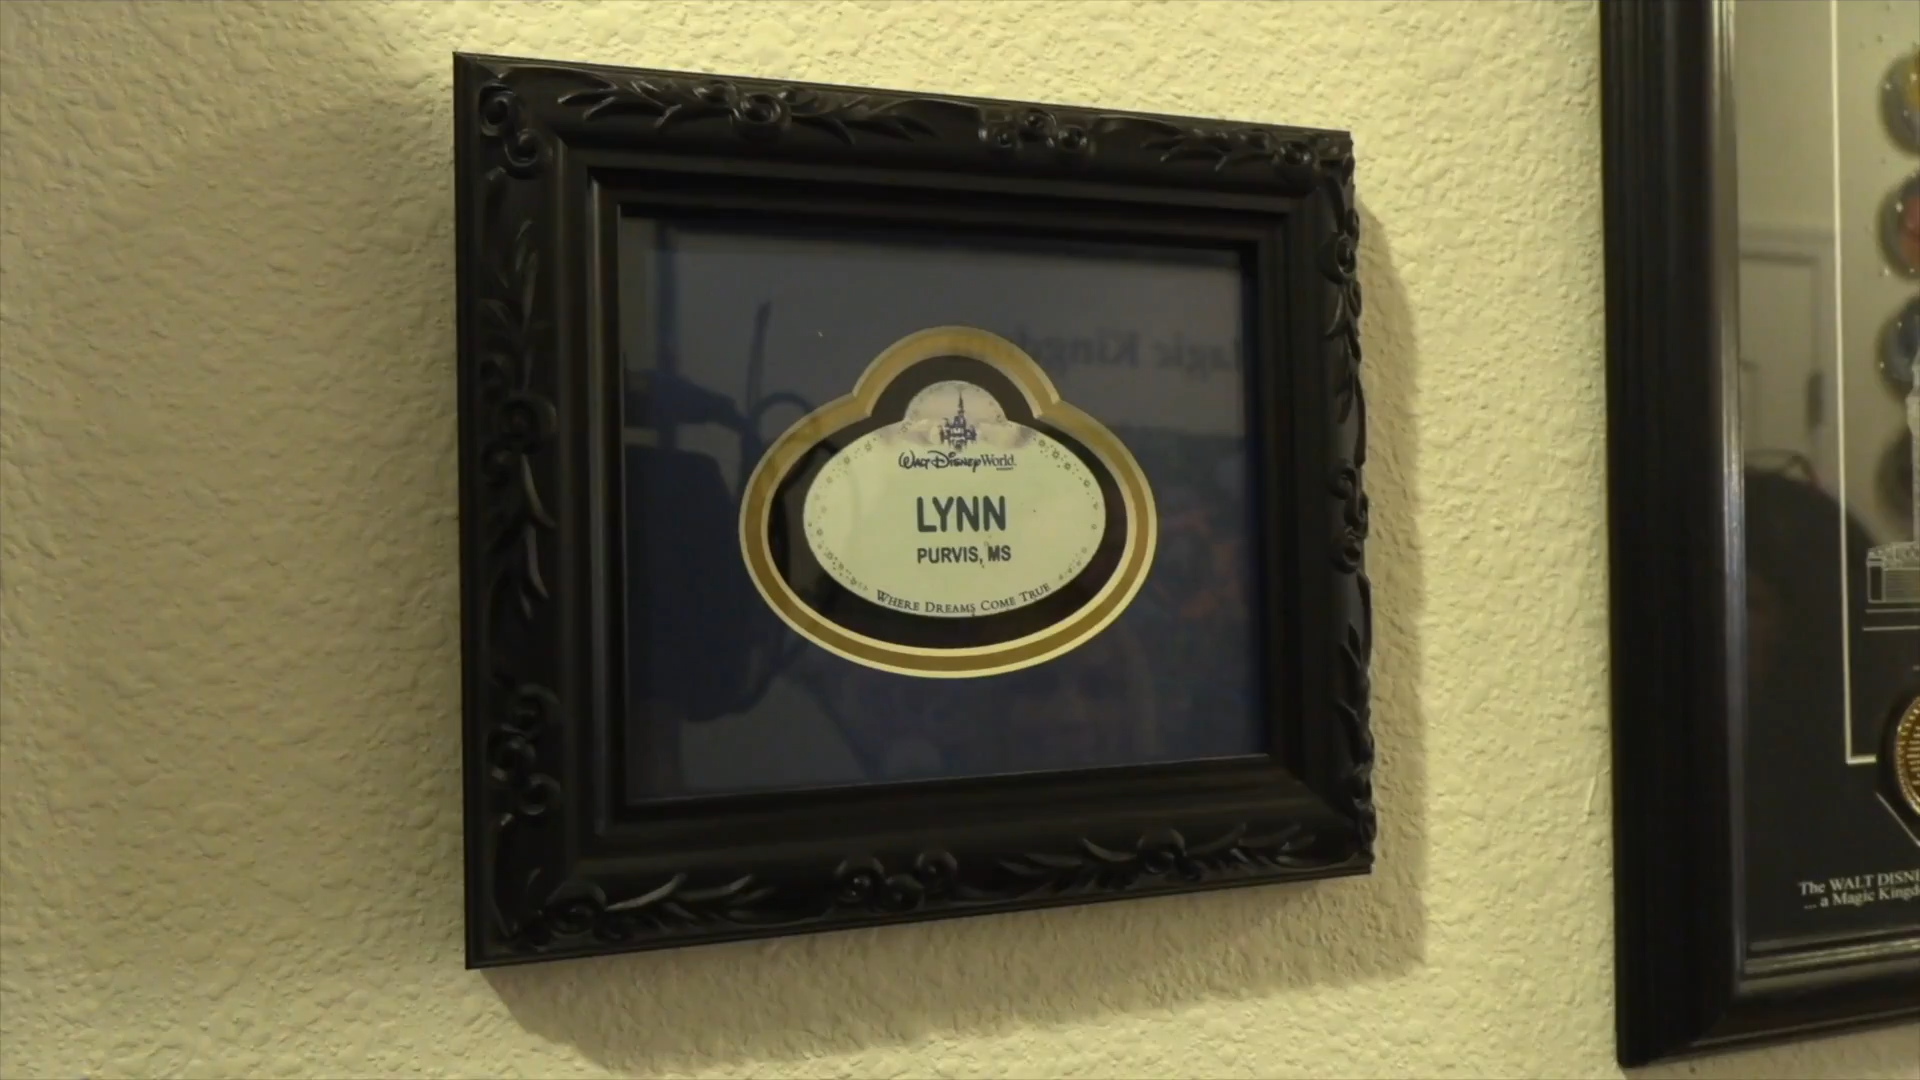 Walt Disney World
LYNN
PURVIS, MS
WHERE DREAMS COME TRUE
The WALT DISNE
... a Magic Kingd